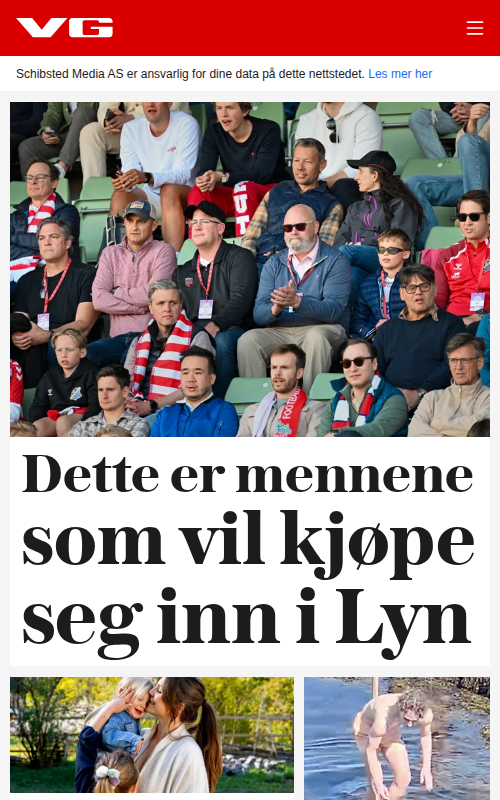 VG
Schibsted Media AS er ansvarlig for dine data på dette nettstedet. Les mer her
FOOTBALL
Dette er mennene
som vil kjøpe
seg inn i Lyn